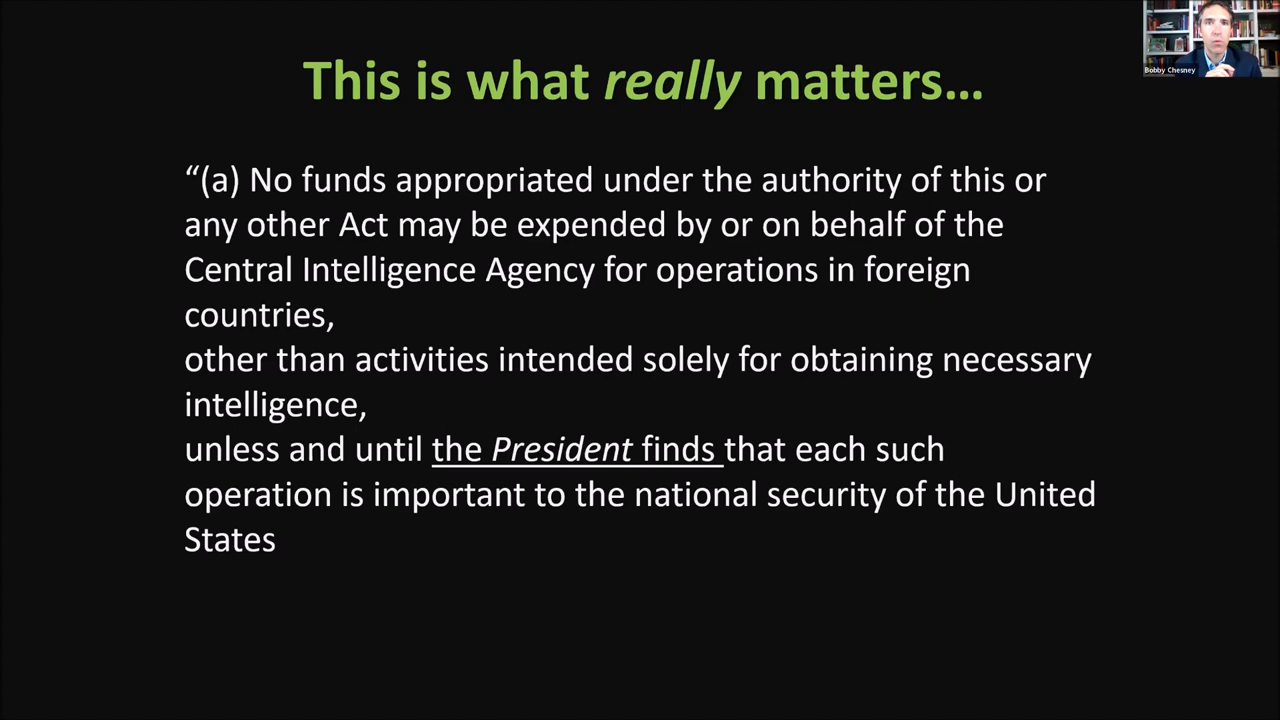 This is what really matters…
“(a) No funds appropriated under the authority of this or
any other Act may be expended by or on behalf of the
Central Intelligence Agency for operations in foreign
countries,
other than activities intended solely for obtaining necessary
intelligence,
unless and until the President finds that each such
operation is important to the national security of the United
States
Bobby Chesney